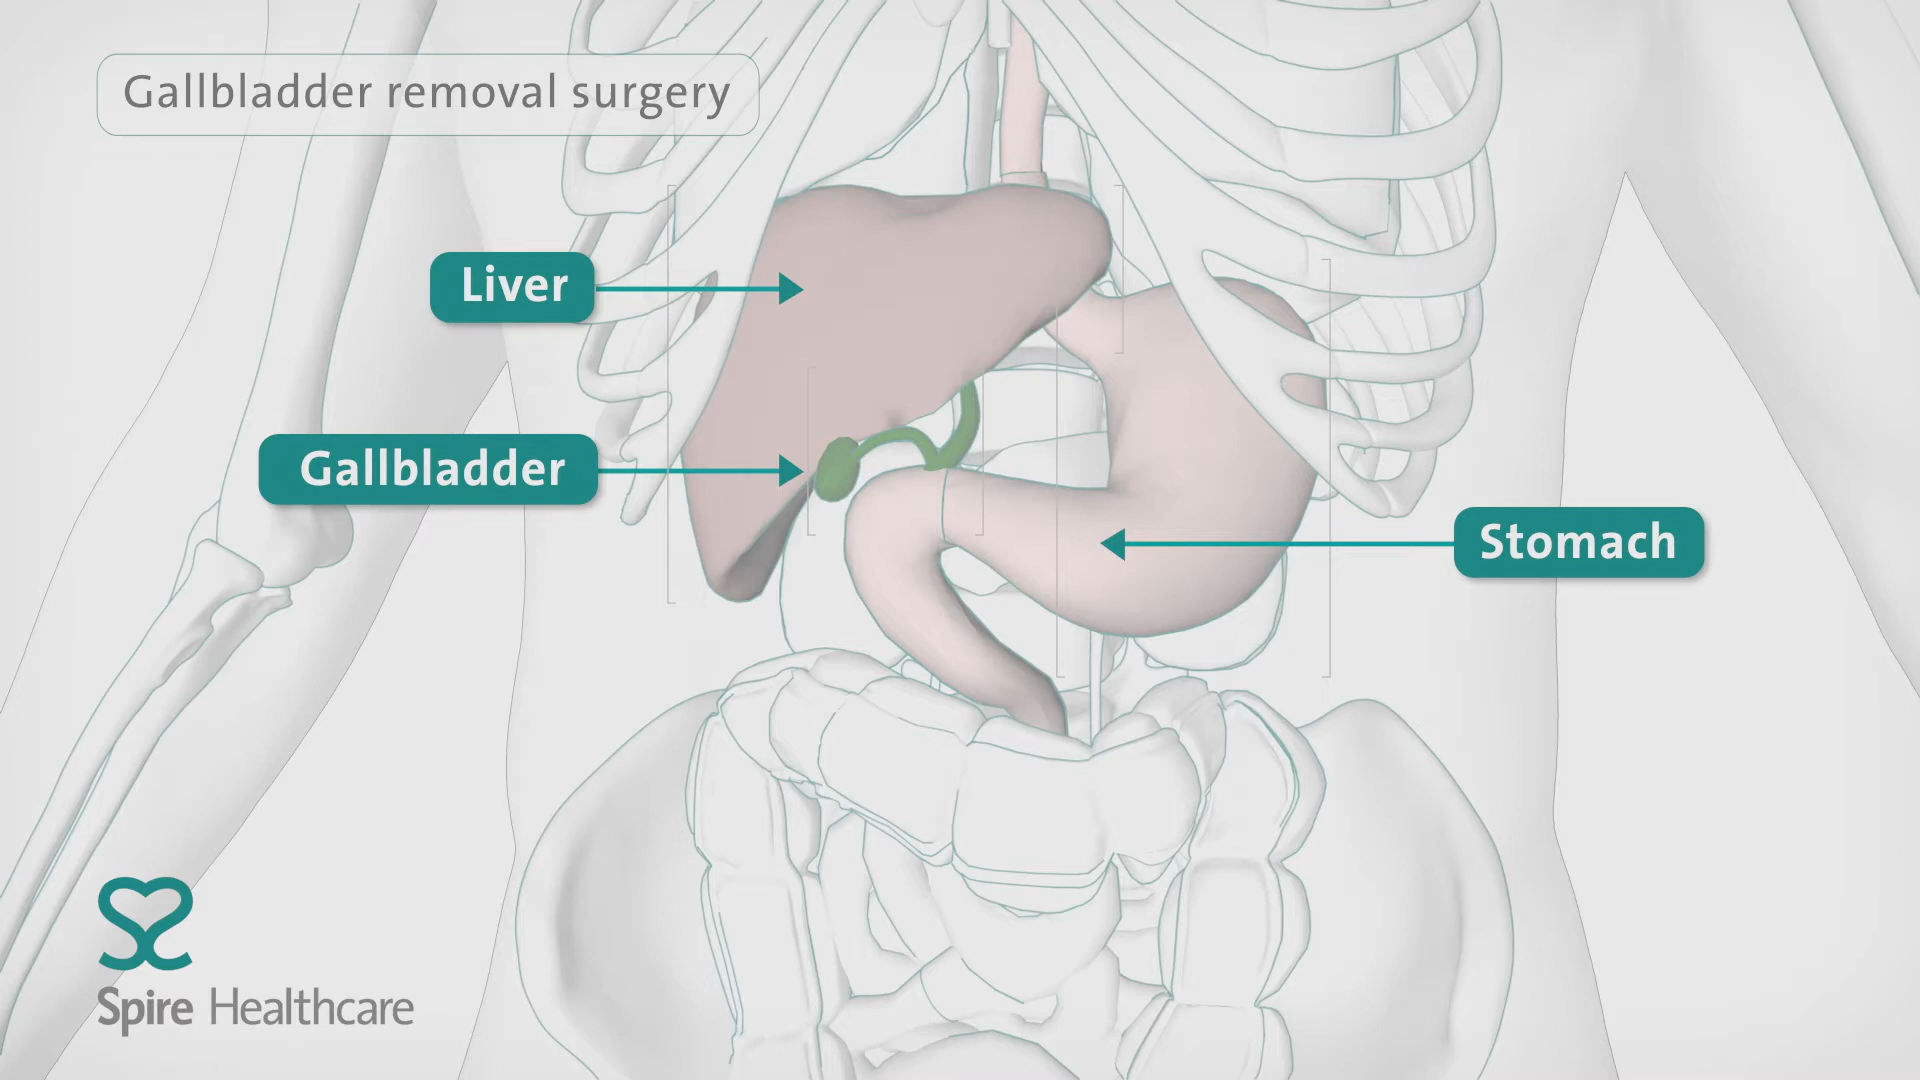 Gallbladder removal surgery
Liver
Gallbladder
Stomach
Spire Healthcare